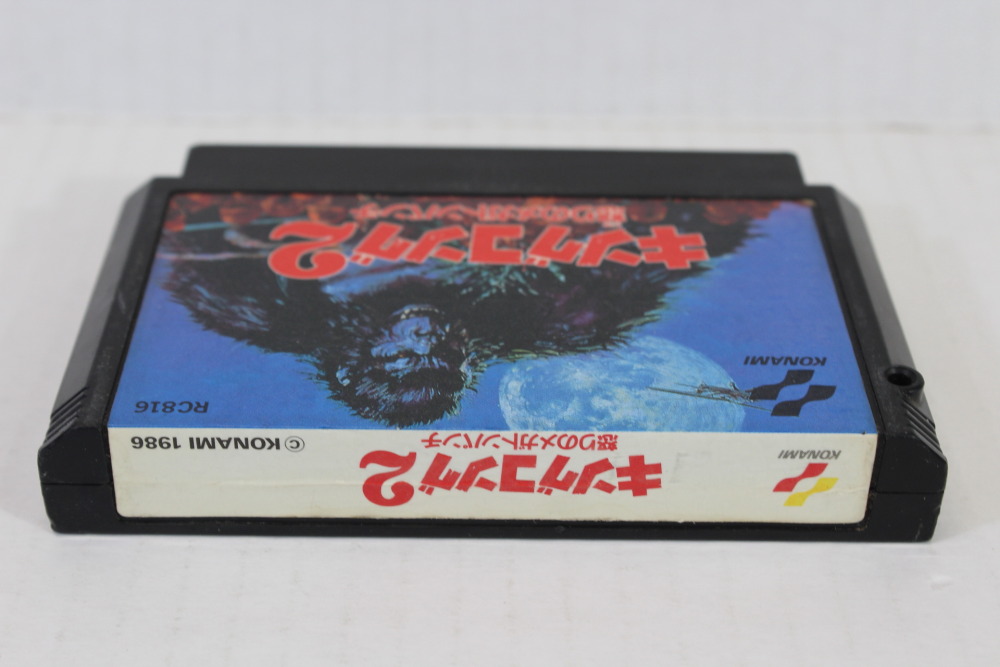 KONAMI
キングコング2
怒りのメガトンパンチ
© KONAMI 1986
RC816
KONAMI
キングコング2
怒りのメガトンパンチ